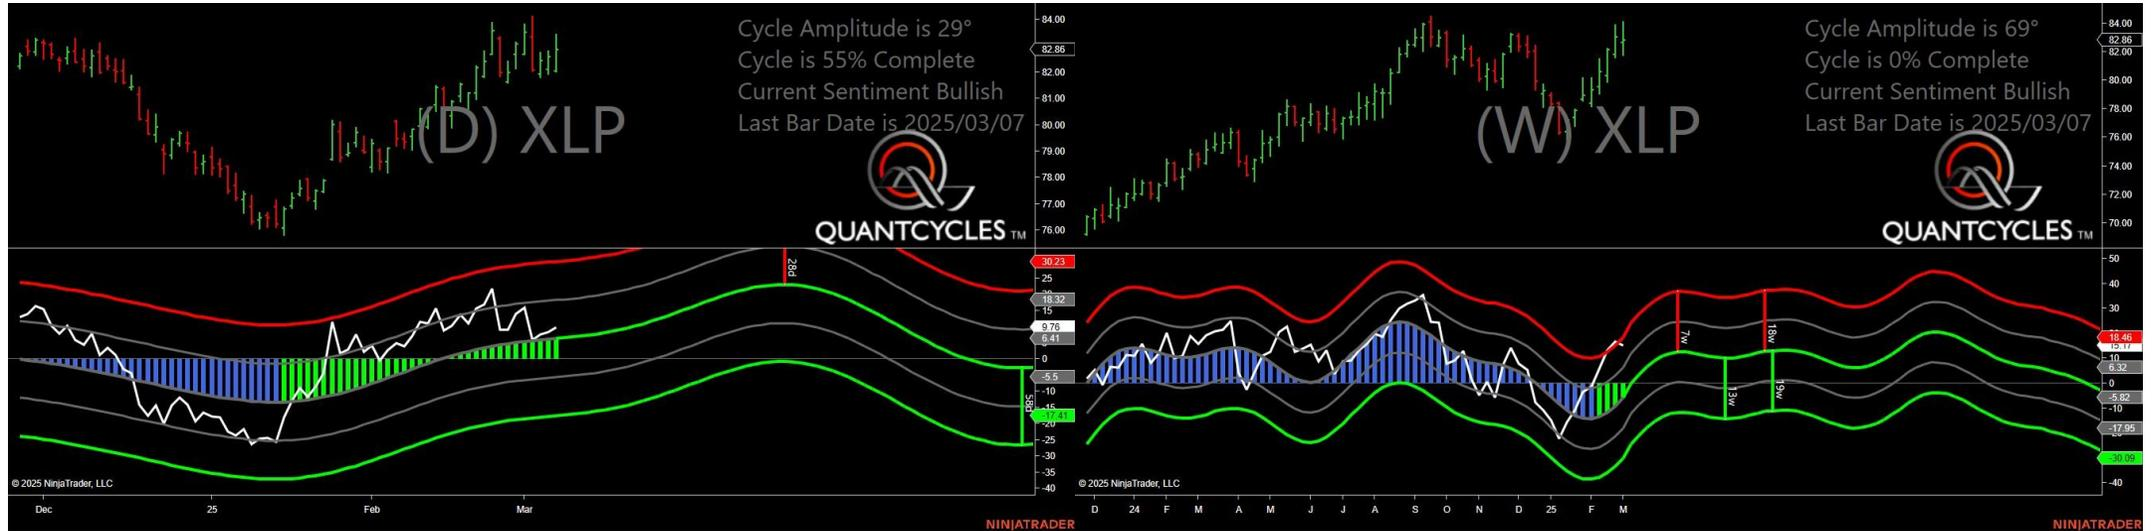 Cycle Amplitude is 29°
Cycle is 55% Complete
Current Sentiment Bullish
Last Bar Date is 2025/03/07
(D) XLP
QUANTCYCLES TM
84.00
82.86
82.00
81.00
80.00
79.00
78.00
77.00
76.00
28d
58d
30.23
25
18.32
15
9.76
6.41
0
-5.5
-10
-17.41
-20
-25
-30
-35
-40
© 2025 NinjaTrader, LLC
Dec 25 Feb Mar
NINJATRADER
Cycle Amplitude is 69°
Cycle is 0% Complete
Current Sentiment Bullish
Last Bar Date is 2025/03/07
(W) XLP
QUANTCYCLES TM
84.00
82.86
82.00
80.00
78.00
76.00
74.00
72.00
70.00
7w
18w
13w
19w
50
40
30
18.46
10
6.32
0
-5.82
-10
-17.95
-30.09
-40
© 2025 NinjaTrader, LLC
D 24 F M A M J J A S O N D 25 F M
NINJATRADER